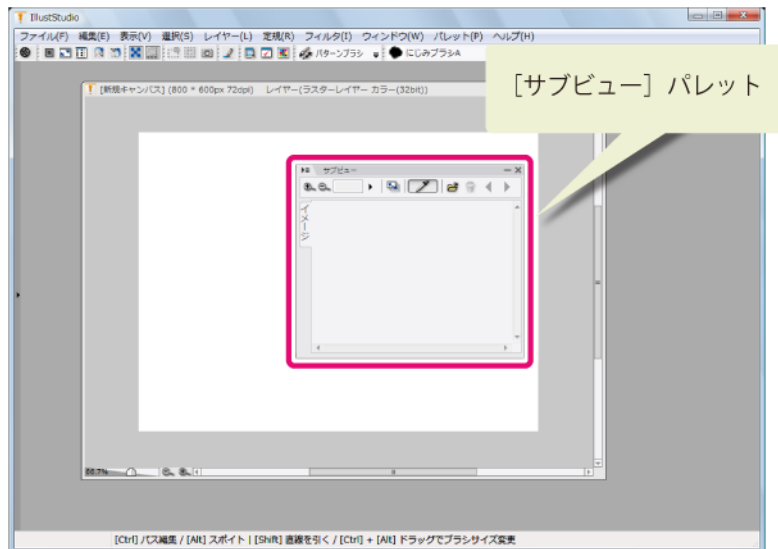 IllustStudio
ファイル(F) 編集(E) 表示(V) 選択(S) レイヤー(L) 定規(R) フィルタ(I) ウィンドウ(W) パレット(P) ヘルプ(H)
パターンブラシ にじみブラシA
[サブビュー] パレット
[新規キャンバス] (800 * 600px 72dpi) レイヤー(ラスターレイヤー カラー(32bit))
サブビュー
イメージ
66.7%
[Ctrl] パス編集 / [Alt] スポイト | [Shift] 直線を引く / [Ctrl] + [Alt] ドラッグでブラシサイズ変更